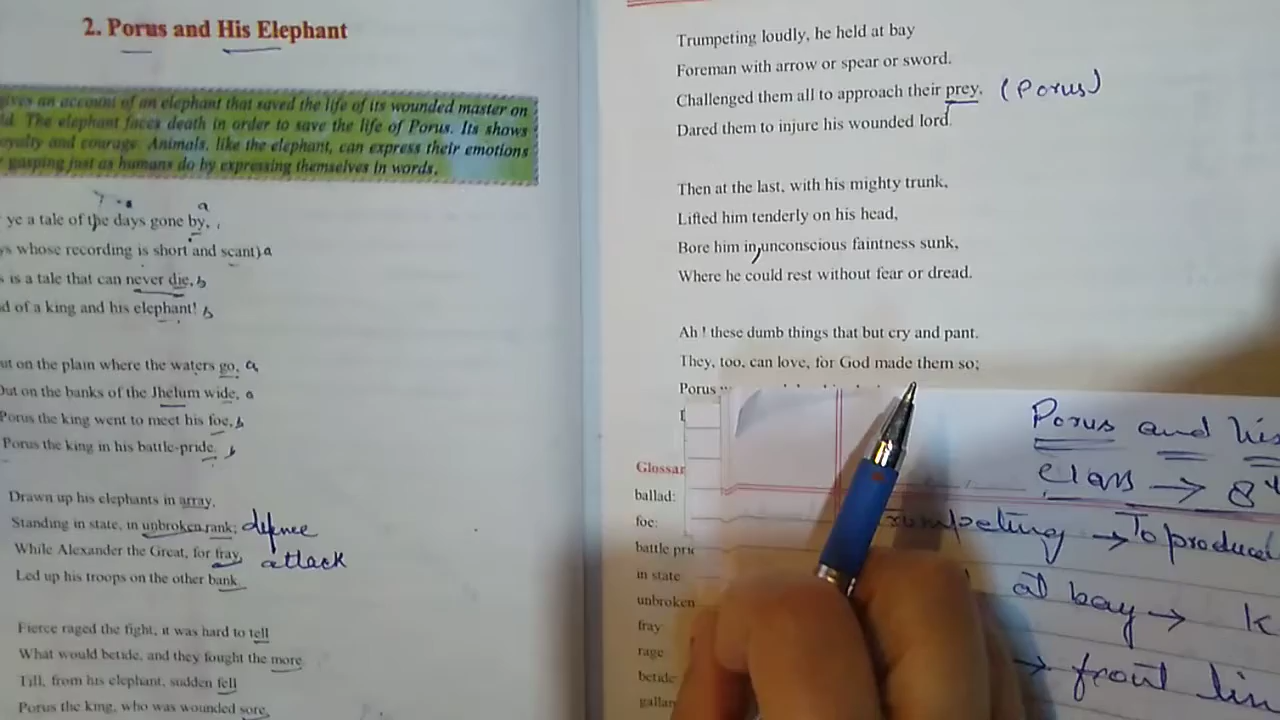 2. Porus and His Elephant
gives an account of an elephant that saved the life of its wounded master on
The elephant faces death in order to save the life of Porus. Its shows
and courage. Animals, like the elephant, can express their emotions
gasping just as humans do by expressing themselves in words.
ye a tale of the days gone by, a
whose recording is short and scant) a
is a tale that can never die, b
of a king and his elephant! b
on the plain where the waters go, a
Out on the banks of the Jhelum wide, a
Porus the king went to meet his foe, b
Porus the king in his battle-pride. b
Drawn up his elephants in array,
Standing in state, in unbroken rank; defnce
While Alexander the Great, for fray, attack
Led up his troops on the other bank.
Fierce raged the fight, it was hard to tell
What would betide, and they fought the more
Till, from his elephant, sudden fell
Porus the king, who was wounded sore.
Trumpeting loudly, he held at bay
Foreman with arrow or spear or sword.
Challenged them all to approach their prey, (Porus)
Dared them to injure his wounded lord.
Then at the last, with his mighty trunk,
Lifted him tenderly on his head,
Bore him in, unconscious faintness sunk,
Where he could rest without fear or dread.
Ah ! these dumb things that but cry and pant.
They, too, can love, for God made them so;
Porus
Glossar
ballad:
foe:
battle pri
in state
unbroken
fray
rage
betide
gallan
Porus and his
Class → 8
Trumpeting → To produce
at bay → K
→ front lin